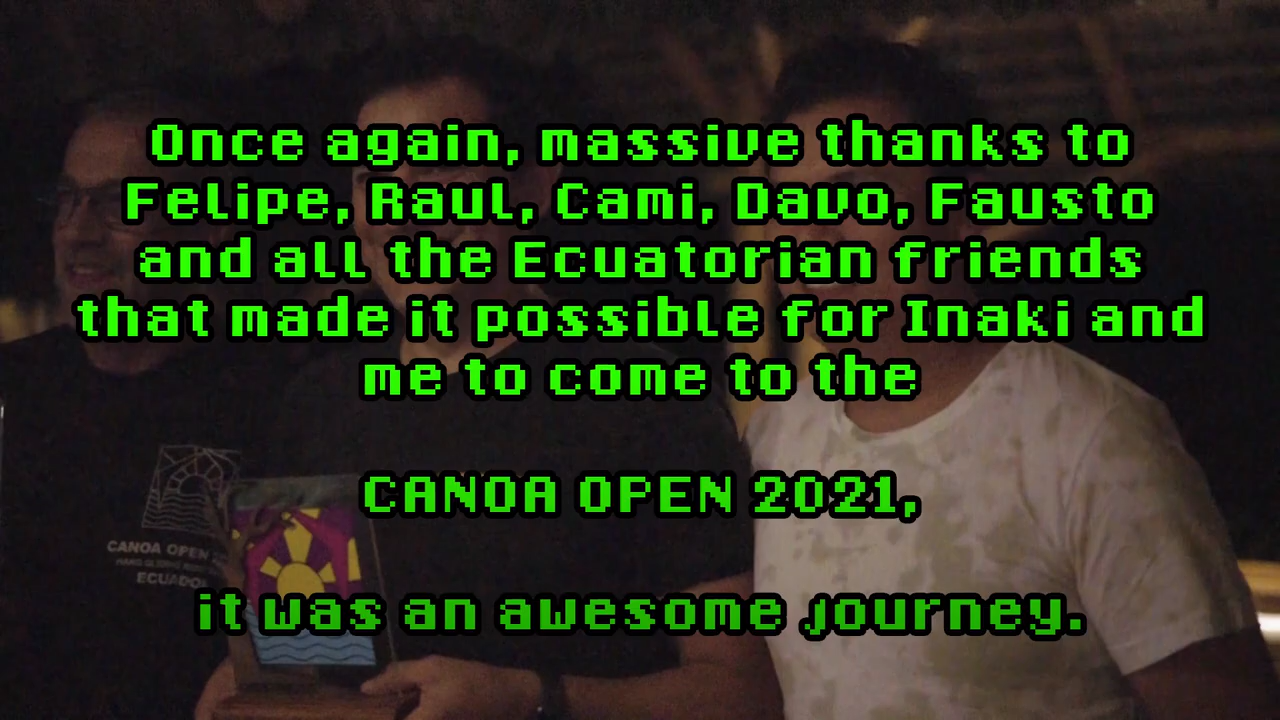 Once again, massive thanks to
Felipe, Raul, Cami, Davo, Fausto
and all the Ecuatorian friends
that made it possible for Inaki and
me to come to the
CANOA OPEN 2021,
it was an awesome journey.
CANOA OPEN
HANG GLIDING
ECUADOR